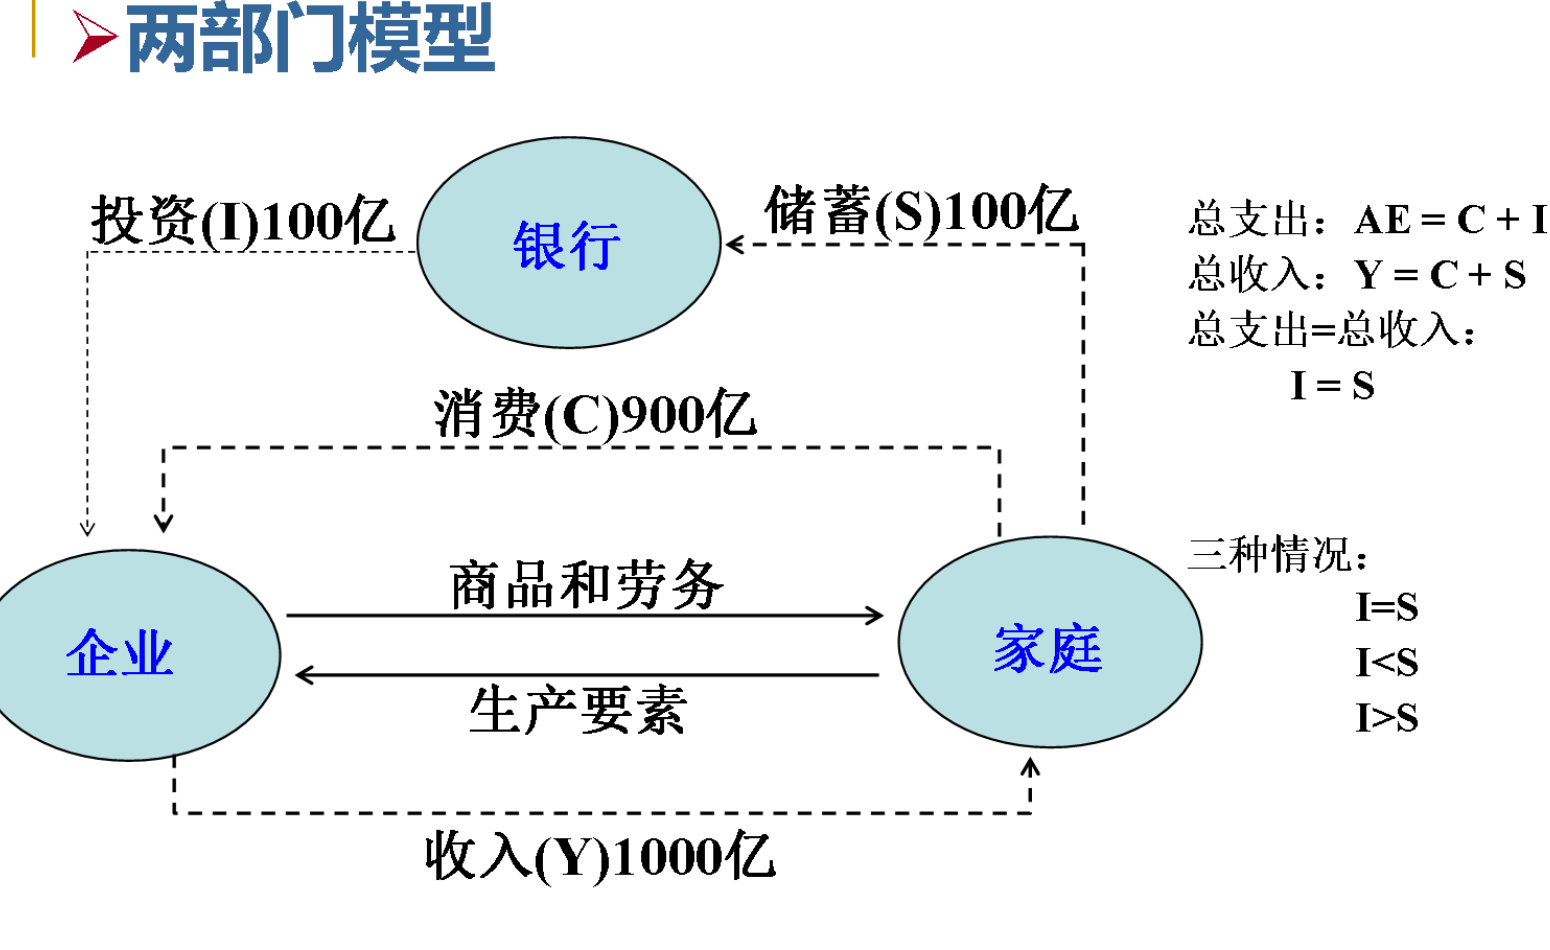 两部门模型
投资(I)100亿
银行
储蓄(S)100亿
总支出：AE = C + I
总收入：Y = C + S
总支出=总收入：
I = S
消费(C)900亿
三种情况：
I=S
I<S
I>S
商品和劳务
企业
家庭
生产要素
收入(Y)1000亿